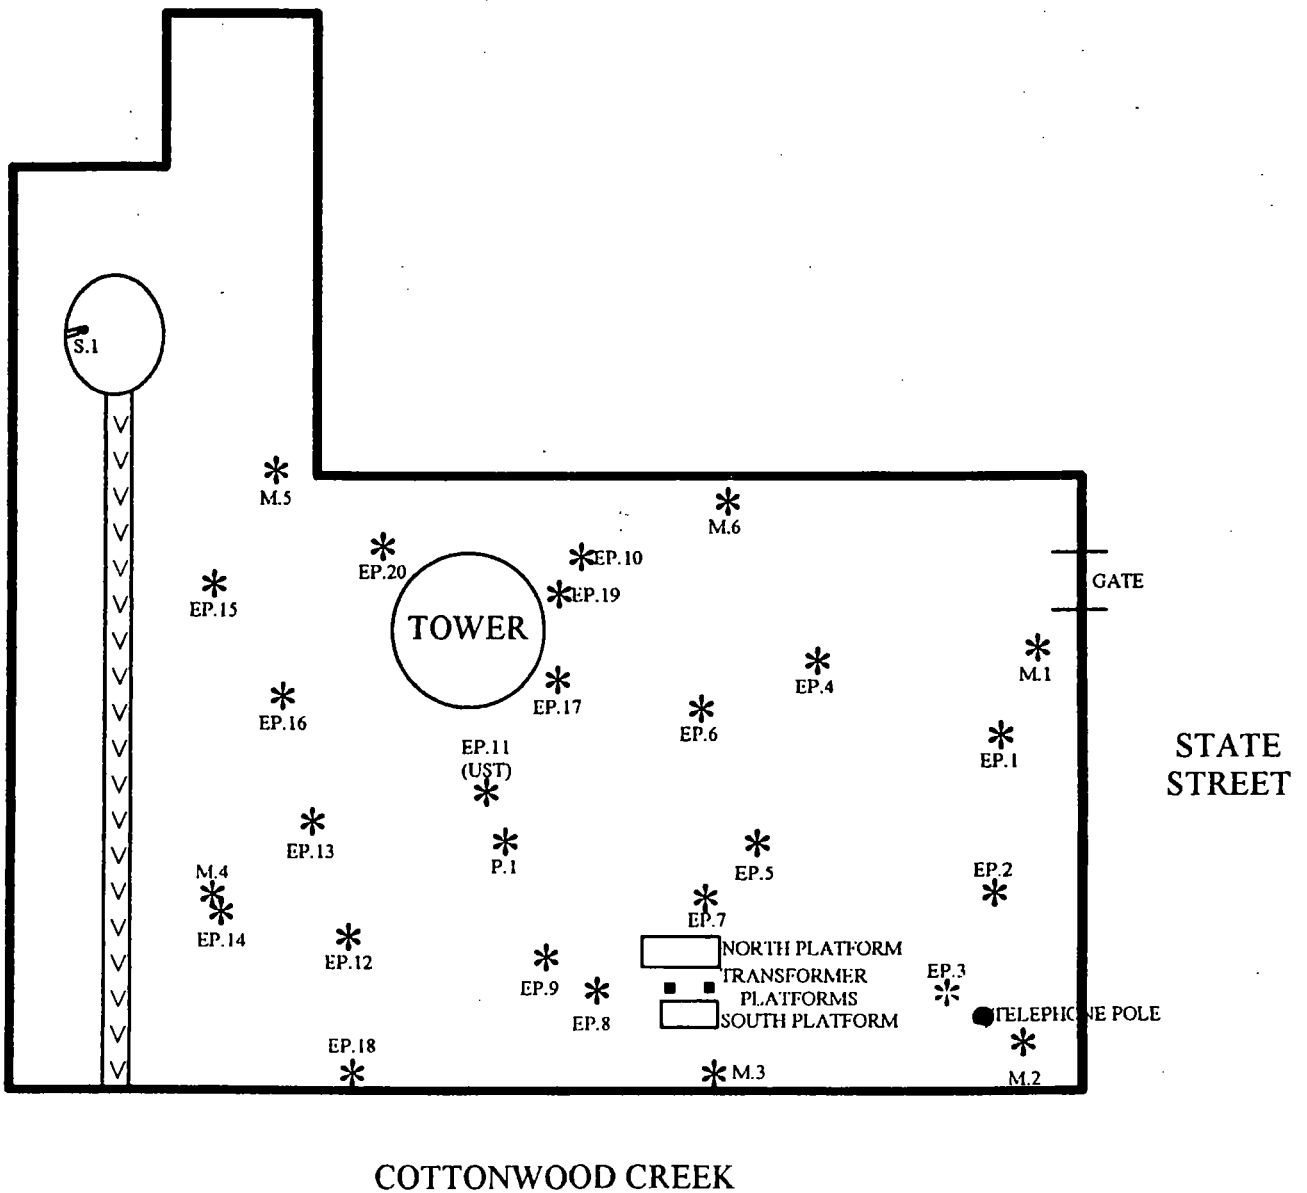 S.1
M.5
M.6
EP.20
EP.10
EP.19
GATE
EP.15
TOWER
M.1
EP.4
EP.17
EP.16
EP.6
EP.11
(UST)
EP.1
STATE
STREET
EP.13
P.1
EP.5
M.4
EP.2
EP.7
EP.14
EP.12
NORTH PLATFORM
EP.3
TRANSFORMER
PLATFORMS
EP.9
EP.8
SOUTH PLATFORM
TELEPHONE POLE
EP.18
M.3
M.2
COTTONWOOD CREEK